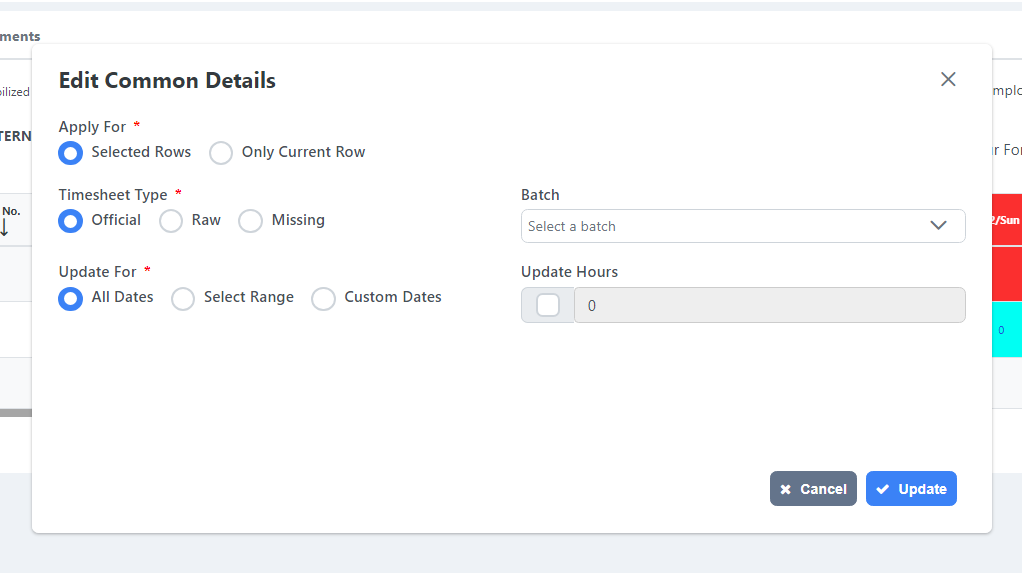 ments
Edit Common Details
bilized
mplo
Apply For *
TERN
Selected Rows Only Current Row
ur For
Timesheet Type * Batch
No.
Official Raw Missing
Select a batch
2/Sun
Update For * Update Hours
All Dates Select Range Custom Dates
0
0
Cancel Update